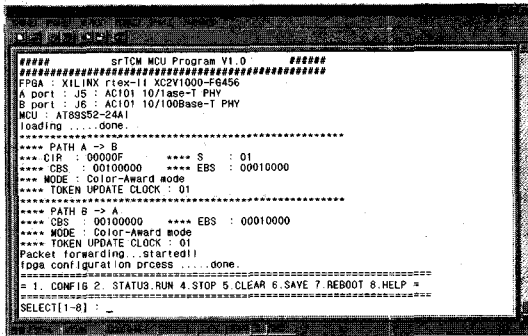 ##### srTCM MCU Program V1.0 ######
##############################################
FPGA : XILINX rtex-II XC2V1000-FG456
A port : J5 : AC101 10/1ase-T PHY
B port : J6 : AC101 10/100Base-T PHY
MCU : AT89S52-24AI
loading .....done.
**************************************************
**** PATH A -> B
*** CIR : 00000F **** S : 01
**** CBS : 00100000 **** EBS : 00010000
*** MODE : Color-Award mode
**** TOKEN UPDATE CLOCK : 01
**************************************************
**** PATH B -> A
**** CBS : 00100000 **** EBS : 00010000
**** MODE : Color-Award mode
**** TOKEN UPDATE CLOCK : 01
Packet forwarding...started!!
fpga configuration prcess .....done.
==================================================
= 1. CONFIG 2. STATU3.RUN 4.STOP 5.CLEAR 6.SAVE 7.REBOOT 8.HELP =
==================================================
SELECT[1-8] : _